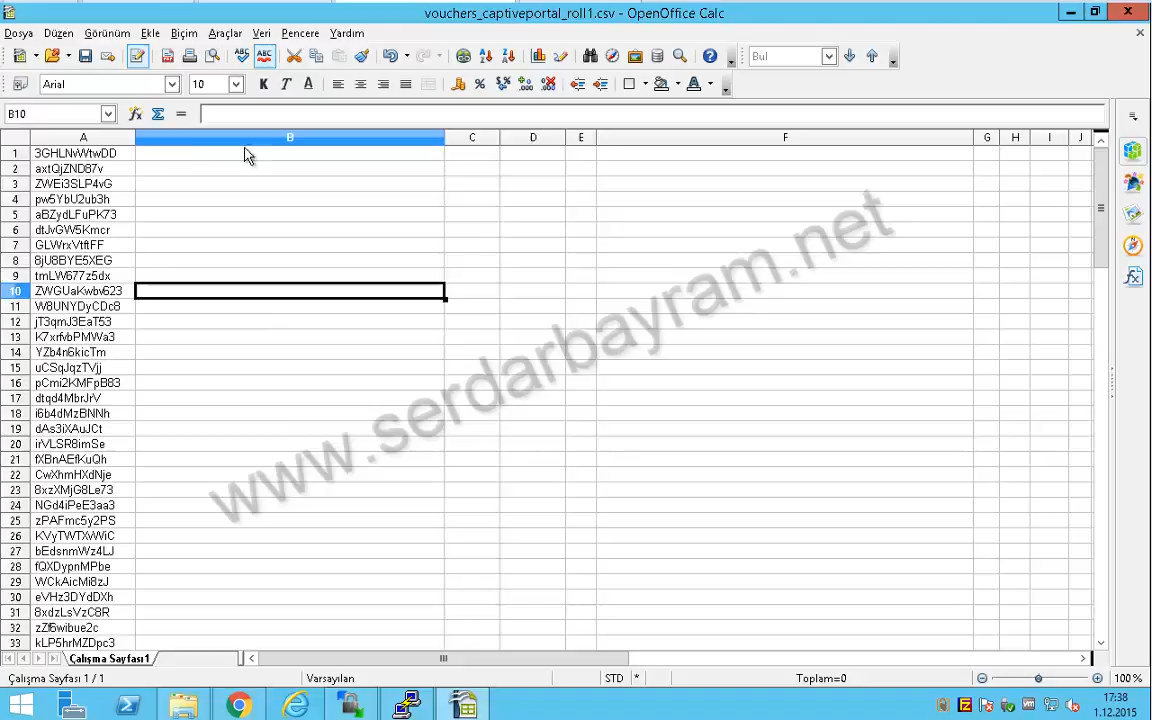 vouchers_captiveportal_roll1.csv - OpenOffice Calc
Dosya Düzen Görünüm Ekle Biçim Araçlar Veri Pencere Yardım
Bul
Arial 10 K T A
B10
A B C D E F G H I J
1 3GHLNvWtwDD
2 axtQjZND87v
3 ZWEi3SLP4vG
4 pw5YbU2ub3h
5 aBZydLFuPK73
6 dtJvGW5Kmcr
7 GLWrxVtftFF
8 8jU8BYE5XEG
9 tmLW677z5dx
10 ZWGUaKwbv623
11 W8UNYDyCDc8
12 jT3qmJ3EaT53
13 K7xrfvbPMWa3
14 YZb4n6kicTm
15 uCSqJqzTVjj
16 pCmi2KMFpB83
17 dtqd4MbrJrV
18 i6b4dMzBNNh
19 dAs3iXAuJCt
20 irVLSR8imSe
21 fXBnAEfKuQh
22 CwXhmHXdNje
23 8xzXMjG8Le73
24 NGd4iPeE3aa3
25 zPAFmc5y2PS
26 KVyTWTXWiC
27 bEdsnmWz4LJ
28 fQXDypnMPbe
29 WCkAicMi8zJ
30 eVHz3DYdDXh
31 8xdzLsVzC8R
32 zZf6wibue2c
33 kLP5hrMZDpc3
www.serdarbayram.net
Çalışma Sayfası1
Çalışma Sayfası 1 / 1 Varsayılan STD * Toplam=0 100 %
17:38
1.12.2015